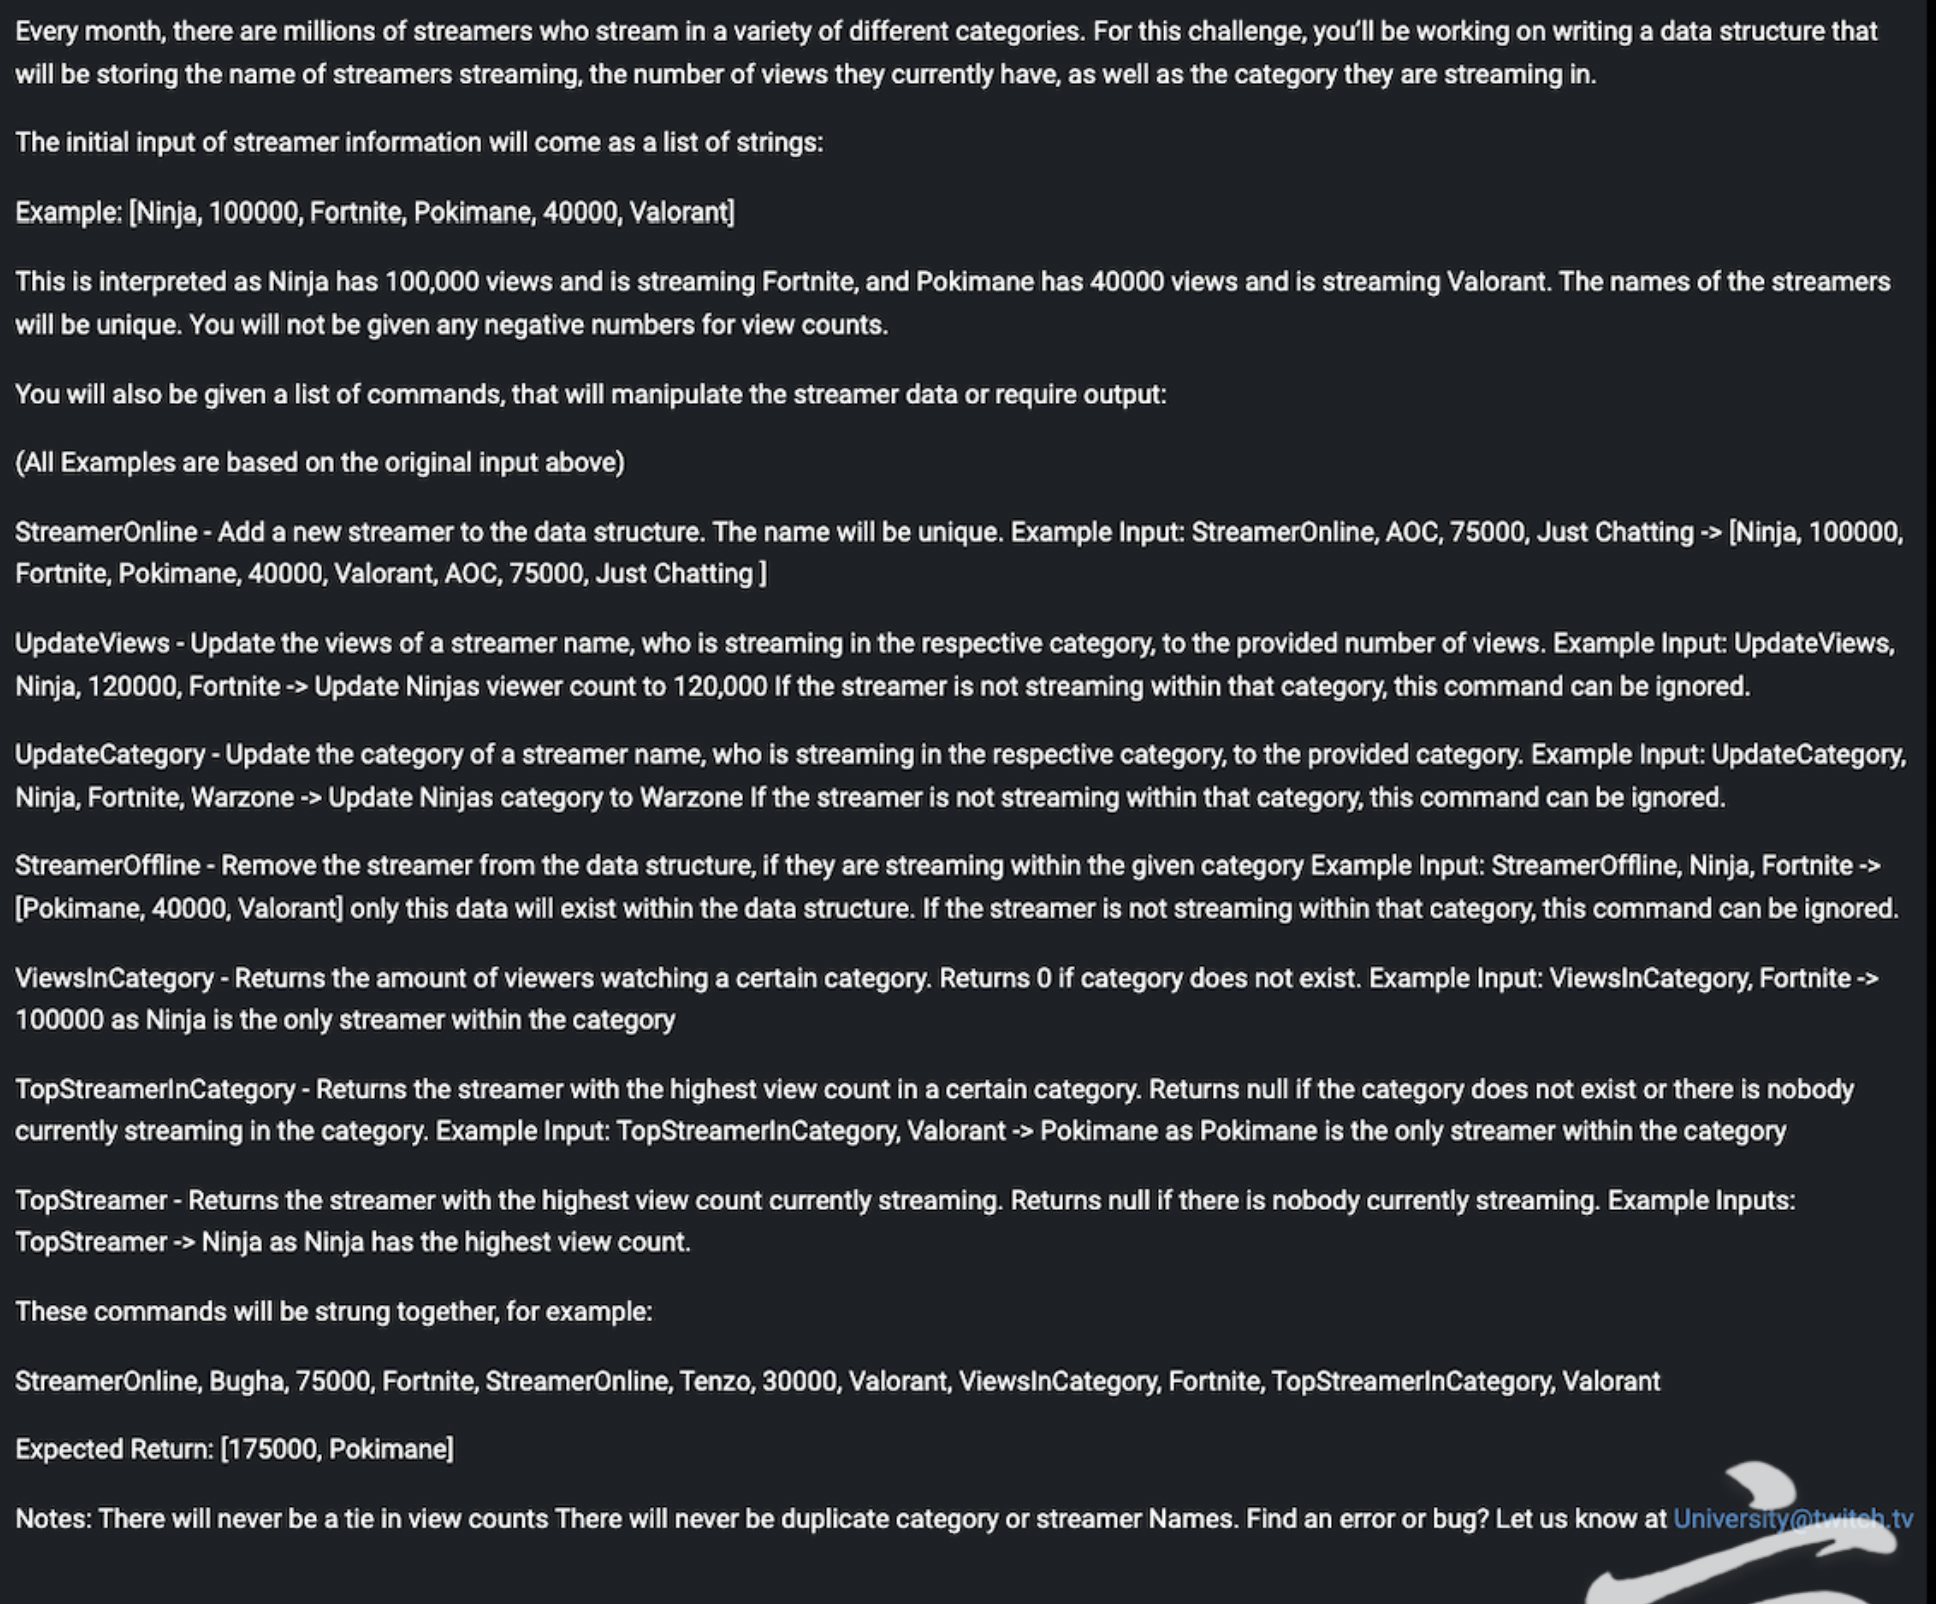 Every month, there are millions of streamers who stream in a variety of different categories. For this challenge, you'll be working on writing a data structure that
will be storing the name of streamers streaming, the number of views they currently have, as well as the category they are streaming in.
The initial input of streamer information will come as a list of strings:
Example: [Ninja, 100000, Fortnite, Pokimane, 40000, Valorant]
This is interpreted as Ninja has 100,000 views and is streaming Fortnite, and Pokimane has 40000 views and is streaming Valorant. The names of the streamers
will be unique. You will not be given any negative numbers for view counts.
You will also be given a list of commands, that will manipulate the streamer data or require output:
(All Examples are based on the original input above)
StreamerOnline - Add a new streamer to the data structure. The name will be unique. Example Input: StreamerOnline, AOC, 75000, Just Chatting -> [Ninja, 100000,
Fortnite, Pokimane, 40000, Valorant, AOC, 75000, Just Chatting ]
UpdateViews - Update the views of a streamer name, who is streaming in the respective category, to the provided number of views. Example Input: UpdateViews,
Ninja, 120000, Fortnite -> Update Ninjas viewer count to 120,000 If the streamer is not streaming within that category, this command can be ignored.
UpdateCategory - Update the category of a streamer name, who is streaming in the respective category, to the provided category. Example Input: UpdateCategory,
Ninja, Fortnite, Warzone -> Update Ninjas category to Warzone If the streamer is not streaming within that category, this command can be ignored.
StreamerOffline - Remove the streamer from the data structure, if they are streaming within the given category Example Input: StreamerOffline, Ninja, Fortnite ->
[Pokimane, 40000, Valorant] only this data will exist within the data structure. If the streamer is not streaming within that category, this command can be ignored.
ViewsInCategory - Returns the amount of viewers watching a certain category. Returns 0 if category does not exist. Example Input: ViewsInCategory, Fortnite ->
100000 as Ninja is the only streamer within the category
TopStreamerInCategory - Returns the streamer with the highest view count in a certain category. Returns null if the category does not exist or there is nobody
currently streaming in the category. Example Input: TopStreamerInCategory, Valorant -> Pokimane as Pokimane is the only streamer within the category
TopStreamer - Returns the streamer with the highest view count currently streaming. Returns null if there is nobody currently streaming. Example Inputs:
TopStreamer -> Ninja as Ninja has the highest view count.
These commands will be strung together, for example:
StreamerOnline, Bugha, 75000, Fortnite, StreamerOnline, Tenzo, 30000, Valorant, ViewsInCategory, Fortnite, TopStreamerInCategory, Valorant
Expected Return: [175000, Pokimane]
Notes: There will never be a tie in view counts There will never be duplicate category or streamer Names. Find an error or bug? Let us know at University@twitch.tv